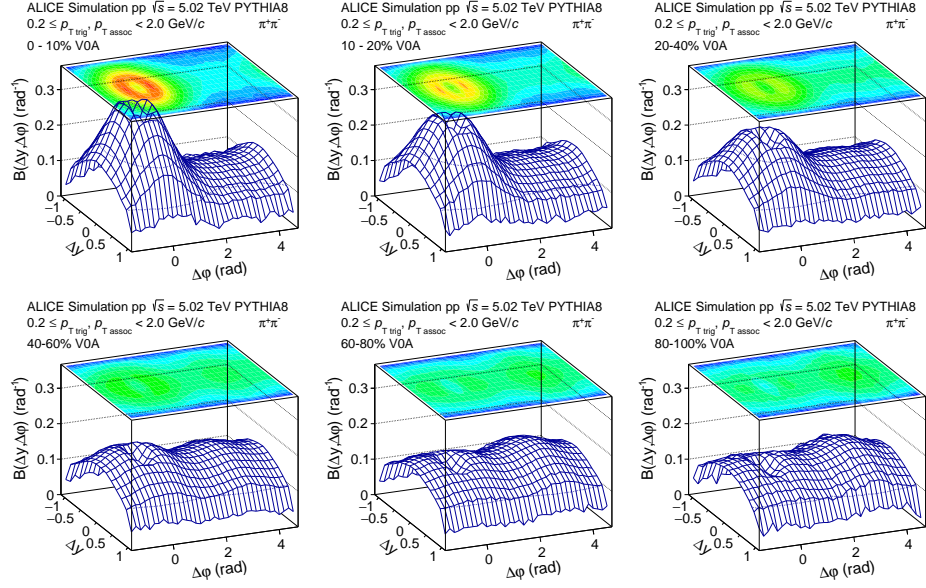 ALICE Simulation pp √s = 5.02 TeV PYTHIA8
0.2 ≤ p_T trig, p_T assoc < 2.0 GeV/c π⁺π⁻
0 - 10% V0A
B(Δy,Δφ) (rad⁻¹)
0.3
0.2
0.1
0
−1
−0.5
0
0.5
1
Δy
0
2
4
Δφ (rad)
ALICE Simulation pp √s = 5.02 TeV PYTHIA8
0.2 ≤ p_T trig, p_T assoc < 2.0 GeV/c π⁺π⁻
10 - 20% V0A
B(Δy,Δφ) (rad⁻¹)
0.3
0.2
0.1
0
−1
−0.5
0
0.5
1
Δy
0
2
4
Δφ (rad)
ALICE Simulation pp √s = 5.02 TeV PYTHIA8
0.2 ≤ p_T trig, p_T assoc < 2.0 GeV/c π⁺π⁻
20-40% V0A
B(Δy,Δφ) (rad⁻¹)
0.3
0.2
0.1
0
−1
−0.5
0
0.5
1
Δy
0
2
4
Δφ (rad)
ALICE Simulation pp √s = 5.02 TeV PYTHIA8
0.2 ≤ p_T trig, p_T assoc < 2.0 GeV/c π⁺π⁻
40-60% V0A
B(Δy,Δφ) (rad⁻¹)
0.3
0.2
0.1
0
−1
−0.5
0
0.5
1
Δy
0
2
4
Δφ (rad)
ALICE Simulation pp √s = 5.02 TeV PYTHIA8
0.2 ≤ p_T trig, p_T assoc < 2.0 GeV/c π⁺π⁻
60-80% V0A
B(Δy,Δφ) (rad⁻¹)
0.3
0.2
0.1
0
−1
−0.5
0
0.5
1
Δy
0
2
4
Δφ (rad)
ALICE Simulation pp √s = 5.02 TeV PYTHIA8
0.2 ≤ p_T trig, p_T assoc < 2.0 GeV/c π⁺π⁻
80-100% V0A
B(Δy,Δφ) (rad⁻¹)
0.3
0.2
0.1
0
−1
−0.5
0
0.5
1
Δy
0
2
4
Δφ (rad)